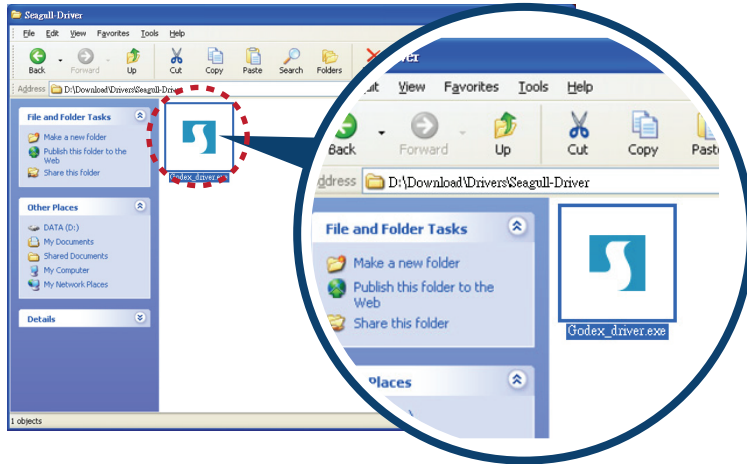 Seagull-Driver
File Edit View Favorites Tools Help
Back Forward Up Cut Copy Paste Search Folders
Address D:\Download\Drivers\Seagull-Driver
File and Folder Tasks
Make a new folder
Publish this folder to the
Web
Share this folder
Other Places
DATA (D:)
My Documents
Shared Documents
My Computer
My Network Places
Details
1 objects
Godex_driver.exe
iver
it View Favorites Tools Help
Back Forward Up Cut Copy Past
ddress D:\Download\Drivers\Seagull-Driver
File and Folder Tasks
Make a new folder
Publish this folder to the
Web
Share this folder
Places
Godex_driver.exe